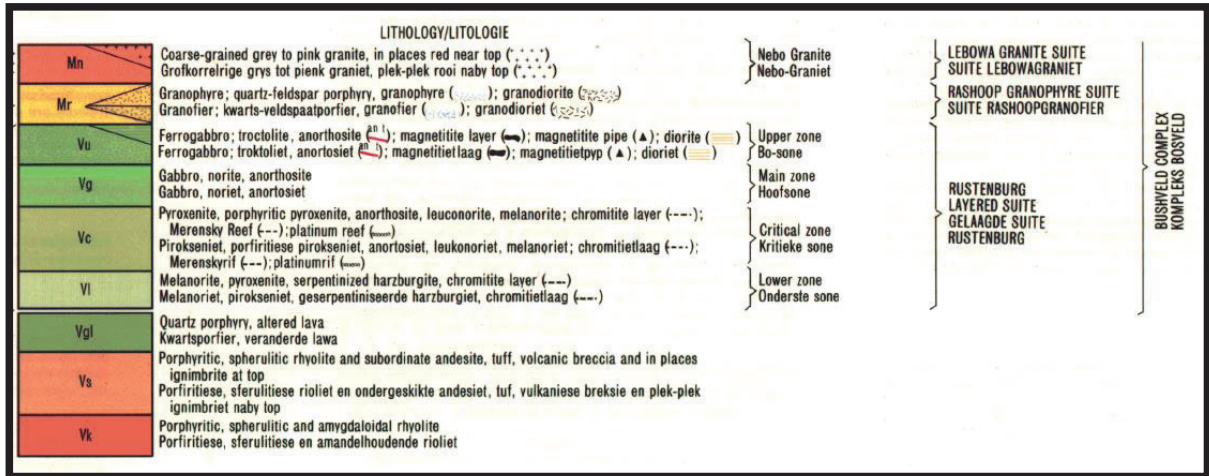 LITHOLOGY/LITOLOGIE
Mn
Coarse-grained grey to pink granite, in places red near top ( )
Grofkorrelrige grys tot pienk graniet, plek-plek rooi naby top ( )
Nebo Granite
Nebo-Graniet
LEBOWA GRANITE SUITE
SUITE LEBOWAGRANIET
Mr
Granophyre; quartz-feldspar porphyry, granophyre ( ); granodiorite ( )
Granofier; kwarts-veldspaatporfier, granofier ( ); granodioriet ( )
RASHOOP GRANOPHYRE SUITE
SUITE RASHOOPGRANOFIER
Vu
Ferrogabbro; troctolite, anorthosite (an t); magnetitite layer ( ); magnetitite pipe (▲); diorite ( )
Ferrogabbro; troktoliet, anortosiet (an t); magnetitietlaag ( ); magnetitietpyp (▲); dioriet ( )
Upper zone
Bo-sone
Vg
Gabbro, norite, anorthosite
Gabbro, noriet, anortosiet
Main zone
Hoofsone
Vc
Pyroxenite, porphyritic pyroxenite, anorthosite, leuconorite, melanorite; chromitite layer (-----);
Merensky Reef (---); platinum reef ( )
Pirokseniet, porfiritiese pirokseniet, anortosiet, leukonoriet, melanoriet; chromitietlaag (-----);
Merenskyrif (---); platinumrif ( )
Critical zone
Kritieke sone
Vl
Melanorite, pyroxenite, serpentinized harzburgite, chromitite layer (----)
Melanoriet, pirokseniet, geserpentiniseerde harzburgiet, chromitietlaag (----)
Lower zone
Onderste sone
RUSTENBURG
LAYERED SUITE
GELAAGDE SUITE
RUSTENBURG
BUSHVELD COMPLEX
KOMPLEKS BOSVELD
Vgl
Quartz porphyry, altered lava
Kwartsporfier, veranderde lawa
Vs
Porphyritic, spherulitic rhyolite and subordinate andesite, tuff, volcanic breccia and in places
ignimbrite at top
Porfiritiese, sferulitiese rioliet en ondergeskikte andesiet, tuf, vulkaniese breksie en plek-plek
ignimbriet naby top
Vk
Porphyritic, spherulitic and amygdaloidal rhyolite
Porfiritiese, sferulitiese en amandelhoudende rioliet